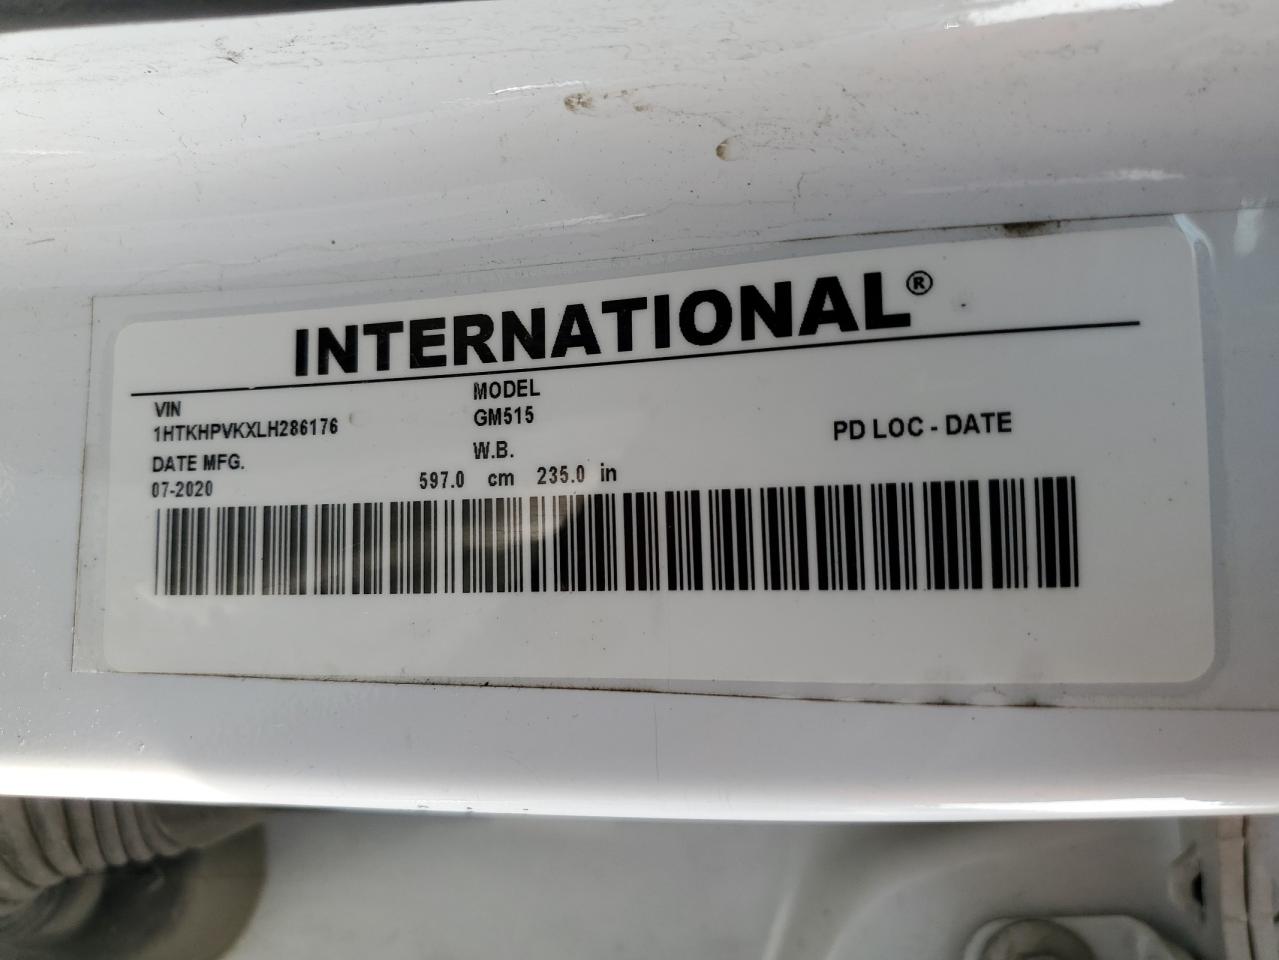 INTERNATIONAL®
VIN
1HTKHPVKXLH286176
MODEL
GM515
DATE MFG.
07-2020
W.B.
597.0 cm 235.0 in
PD LOC - DATE